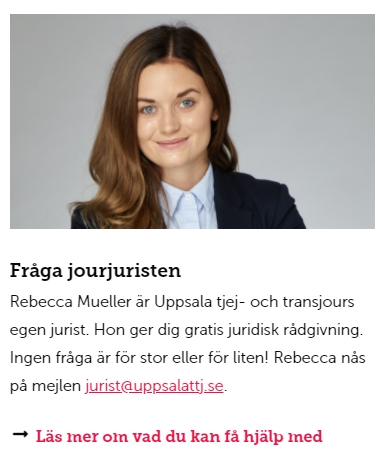 Fråga jourjuristen
Rebecca Mueller är Uppsala tjej- och transjours
egen jurist. Hon ger dig gratis juridisk rådgivning.
Ingen fråga är för stor eller för liten! Rebecca nås
på mejlen jurist@uppsalattj.se.
→ Läs mer om vad du kan få hjälp med